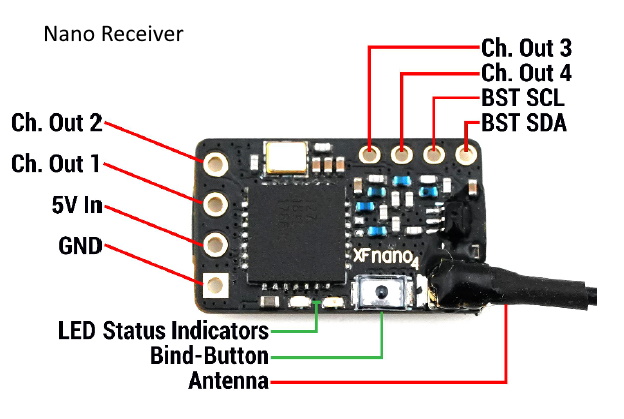 Nano Receiver
Ch. Out 3
Ch. Out 4
BST SCL
BST SDA
Ch. Out 2
Ch. Out 1
5V In
GND
XFnano4
LED Status Indicators
Bind-Button
Antenna